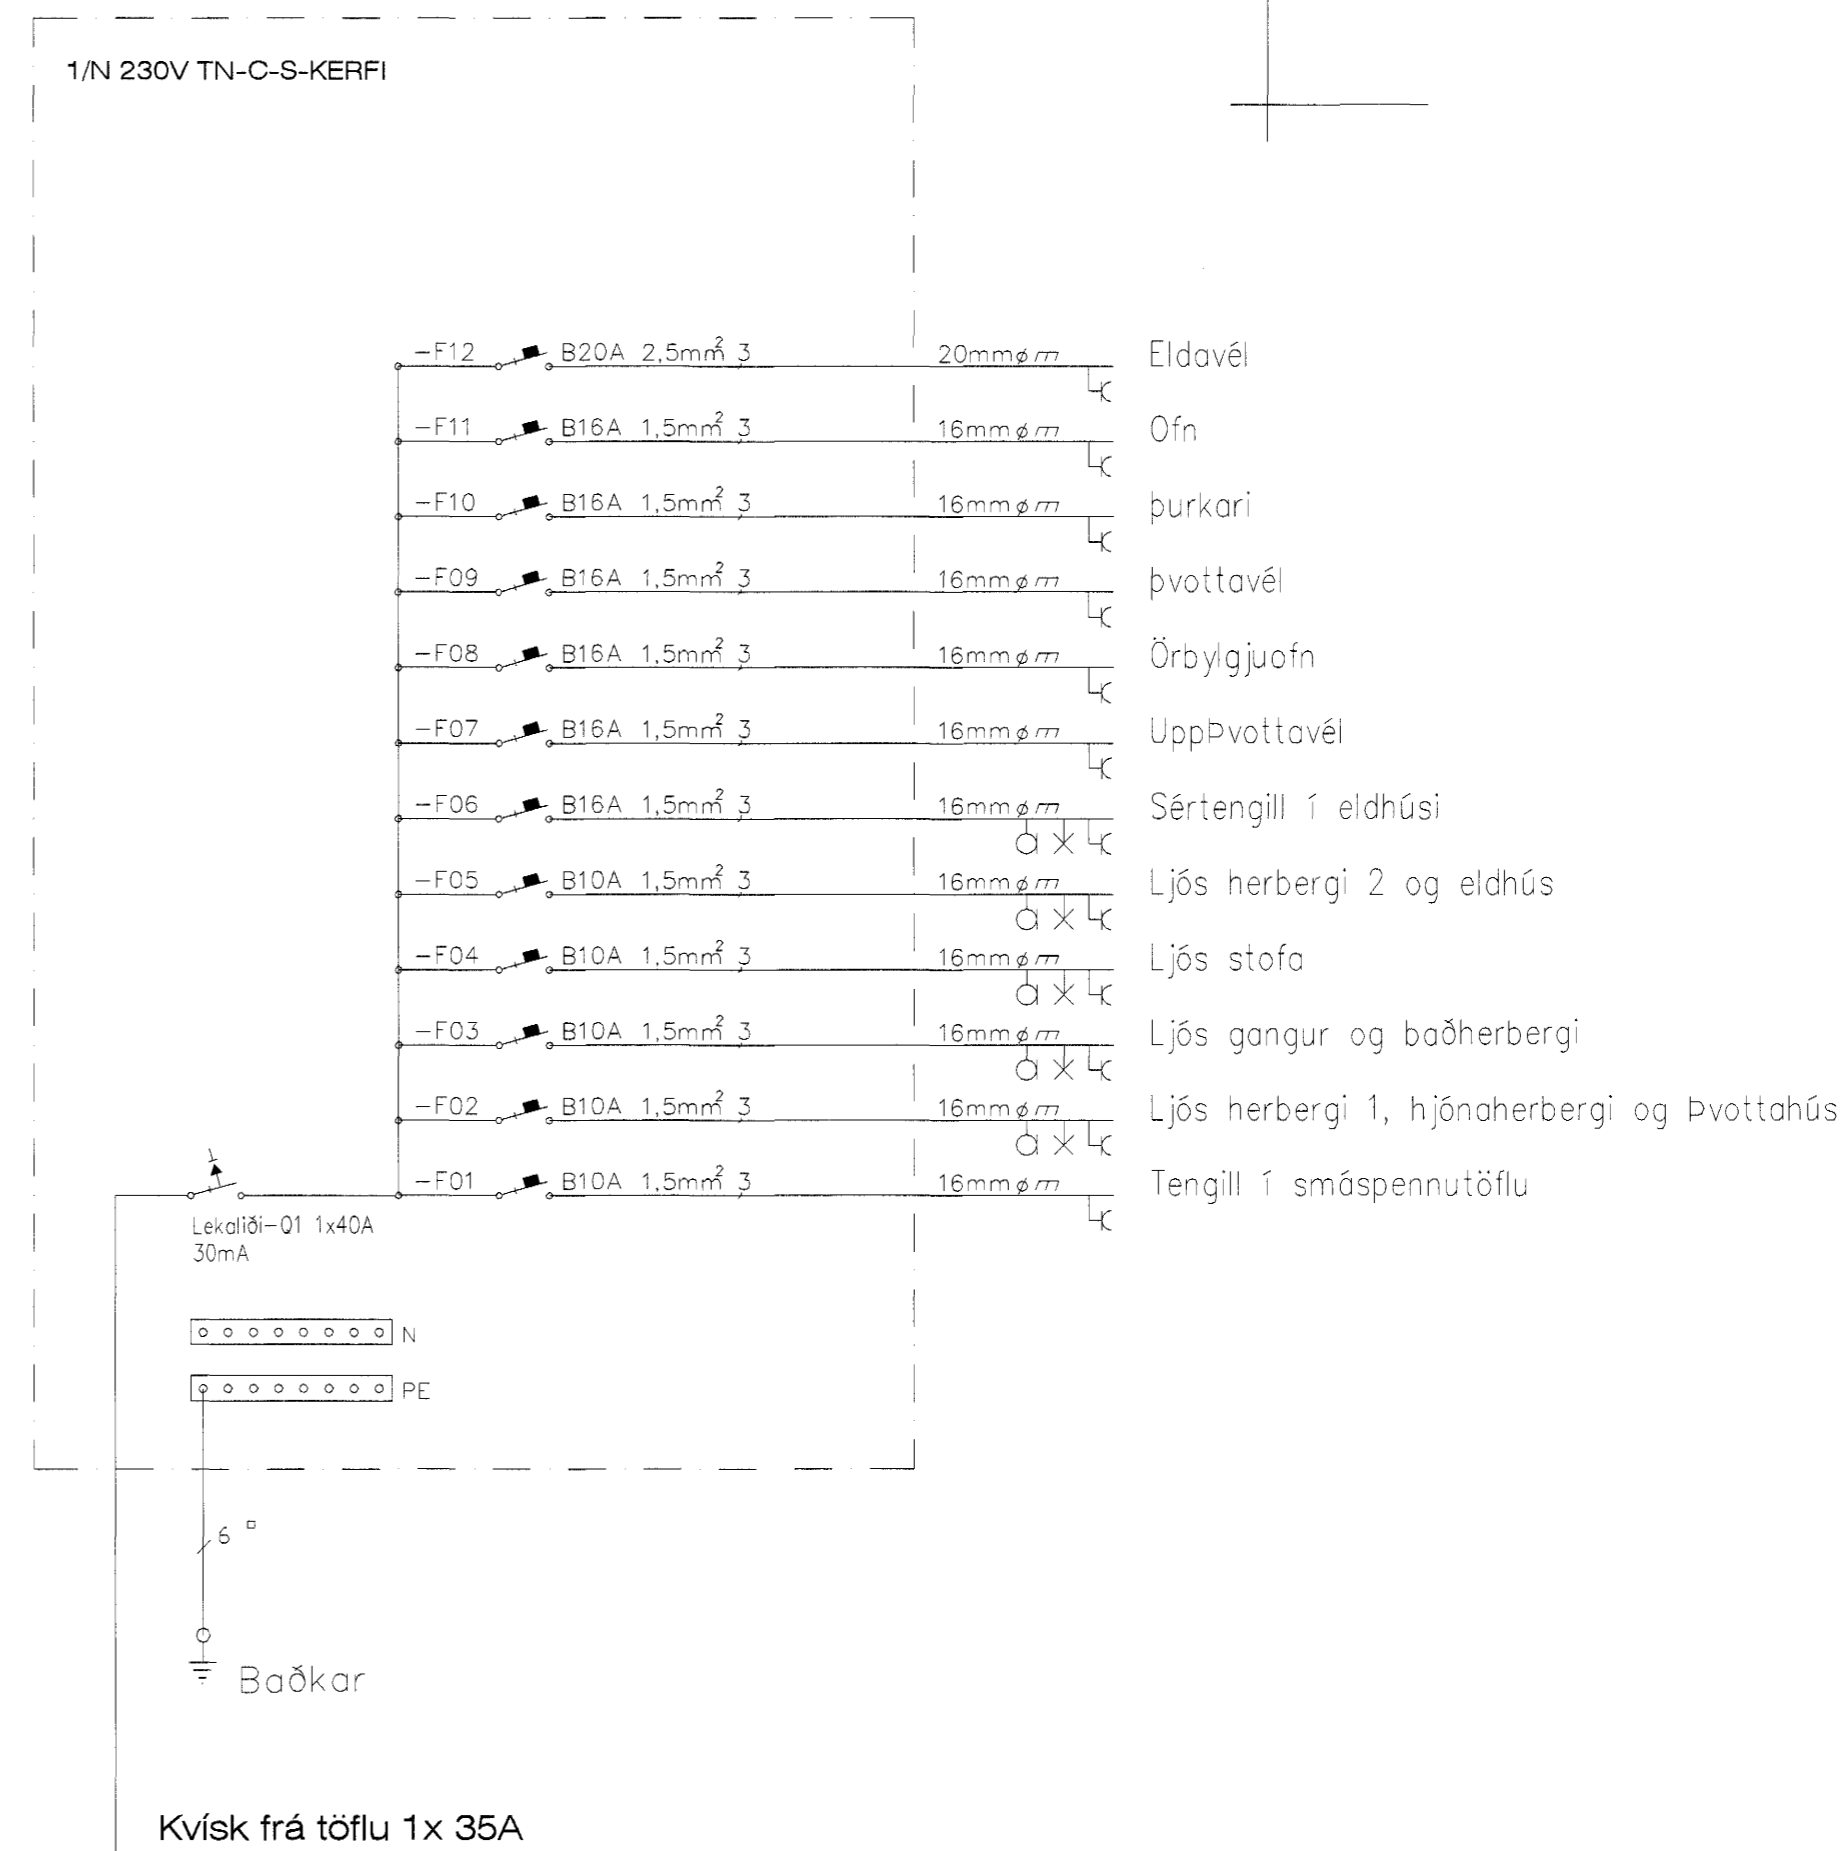 1/N 230V TN-C-S-KERFI
-F12 B20A 2,5mm² 3 20mmø Eldavél
-F11 B16A 1,5mm² 3 16mmø Ofn
-F10 B16A 1,5mm² 3 16mmø þurkari
-F09 B16A 1,5mm² 3 16mmø þvottavél
-F08 B16A 1,5mm² 3 16mmø Örbylgjuofn
-F07 B16A 1,5mm² 3 16mmø UppÞvottavél
-F06 B16A 1,5mm² 3 16mmø Sértengill í eldhúsi
-F05 B10A 1,5mm² 3 16mmø Ljós herbergi 2 og eldhús
-F04 B10A 1,5mm² 3 16mmø Ljós stofa
-F03 B10A 1,5mm² 3 16mmø Ljós gangur og baðherbergi
-F02 B10A 1,5mm² 3 16mmø Ljós herbergi 1, hjónaherbergi og Þvottahús
-F01 B10A 1,5mm² 3 16mmø Tengill í smáspennutöflu
Lekaliði-Q1 1x40A
30mA
N
PE
6 □
Baðkar
Kvísk frá töflu 1x 35A